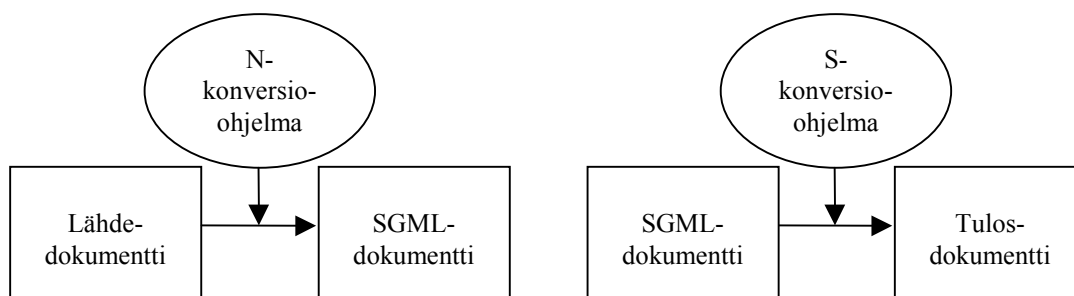 N-
konversio-
ohjelma
Lähde-
dokumentti
SGML-
dokumentti
S-
konversio-
ohjelma
SGML-
dokumentti
Tulos-
dokumentti